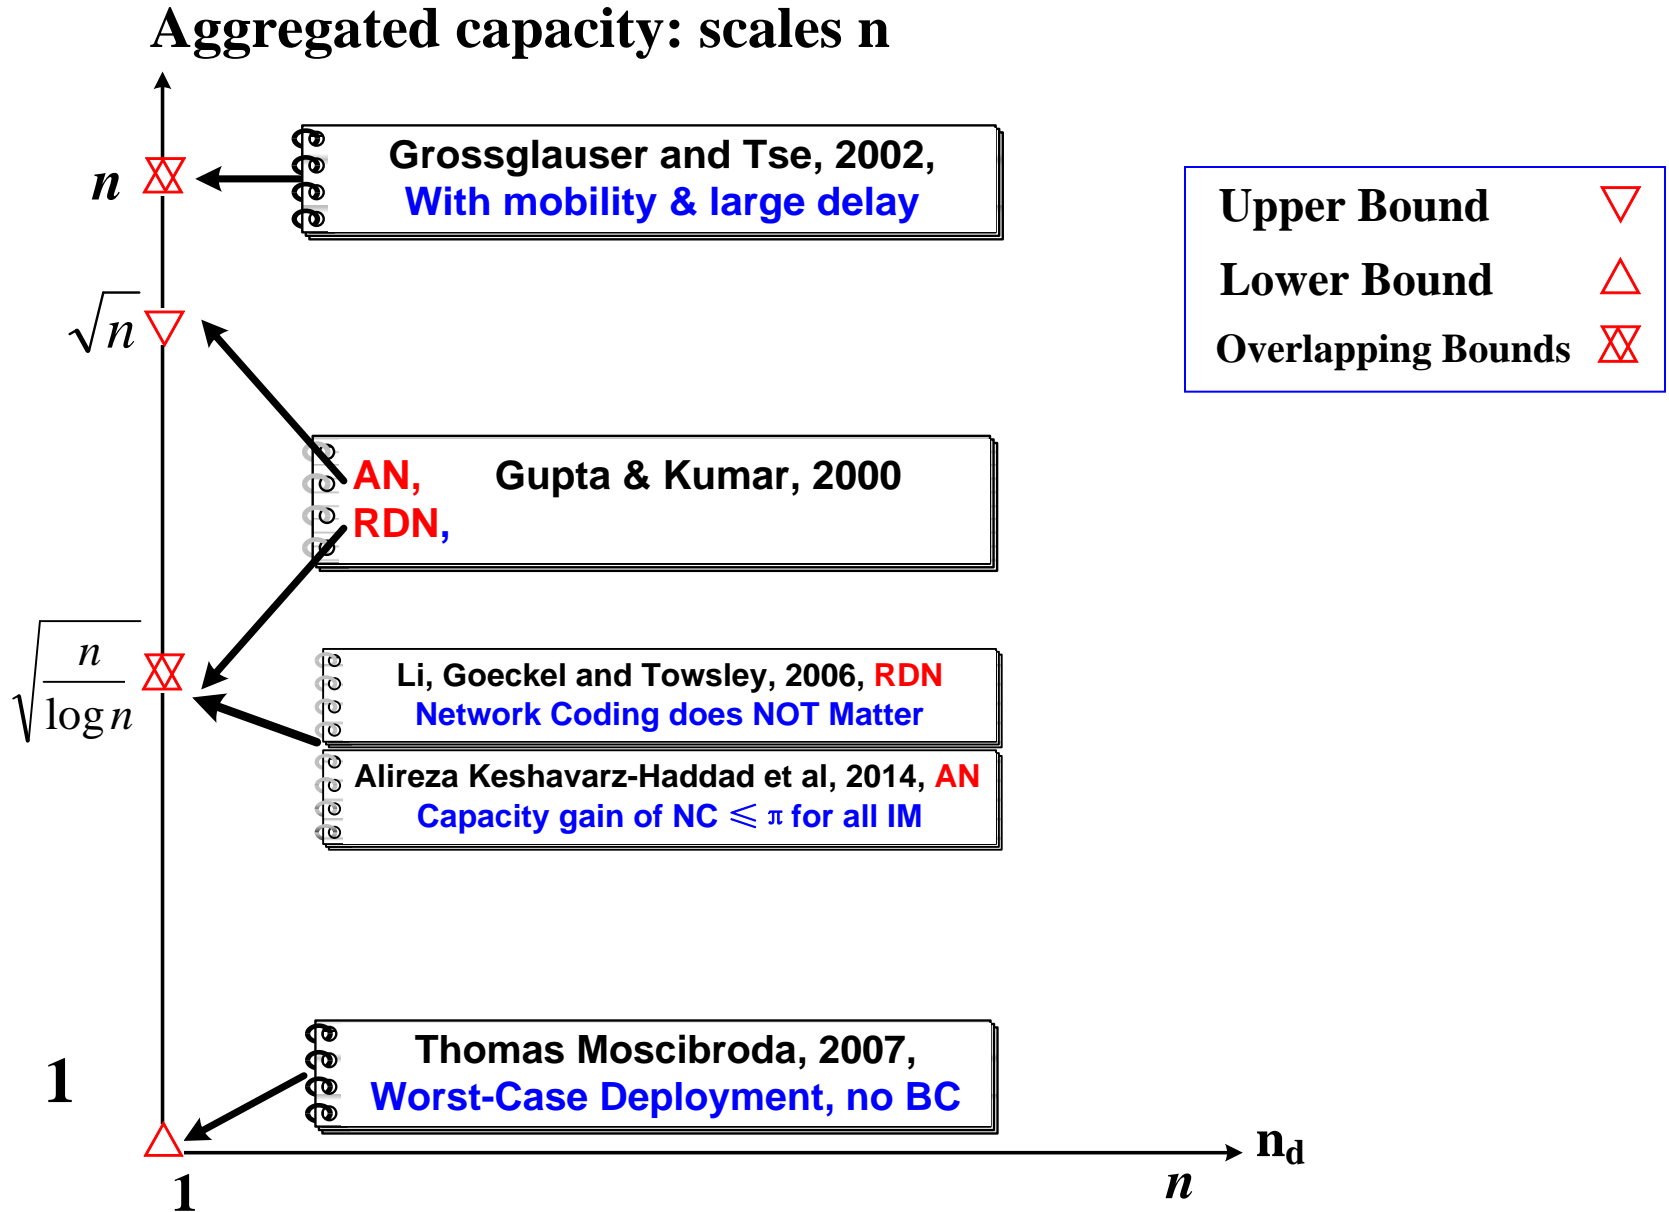 Aggregated capacity: scales n
n
Grossglauser and Tse, 2002,
With mobility & large delay
Upper Bound
Lower Bound
Overlapping Bounds
√n
AN, Gupta & Kumar, 2000
RDN,
√(n / log n)
Li, Goeckel and Towsley, 2006, RDN
Network Coding does NOT Matter
Alireza Keshavarz-Haddad et al, 2014, AN
Capacity gain of NC ⩽ π for all IM
1
Thomas Moscibroda, 2007,
Worst-Case Deployment, no BC
n_d
1
n